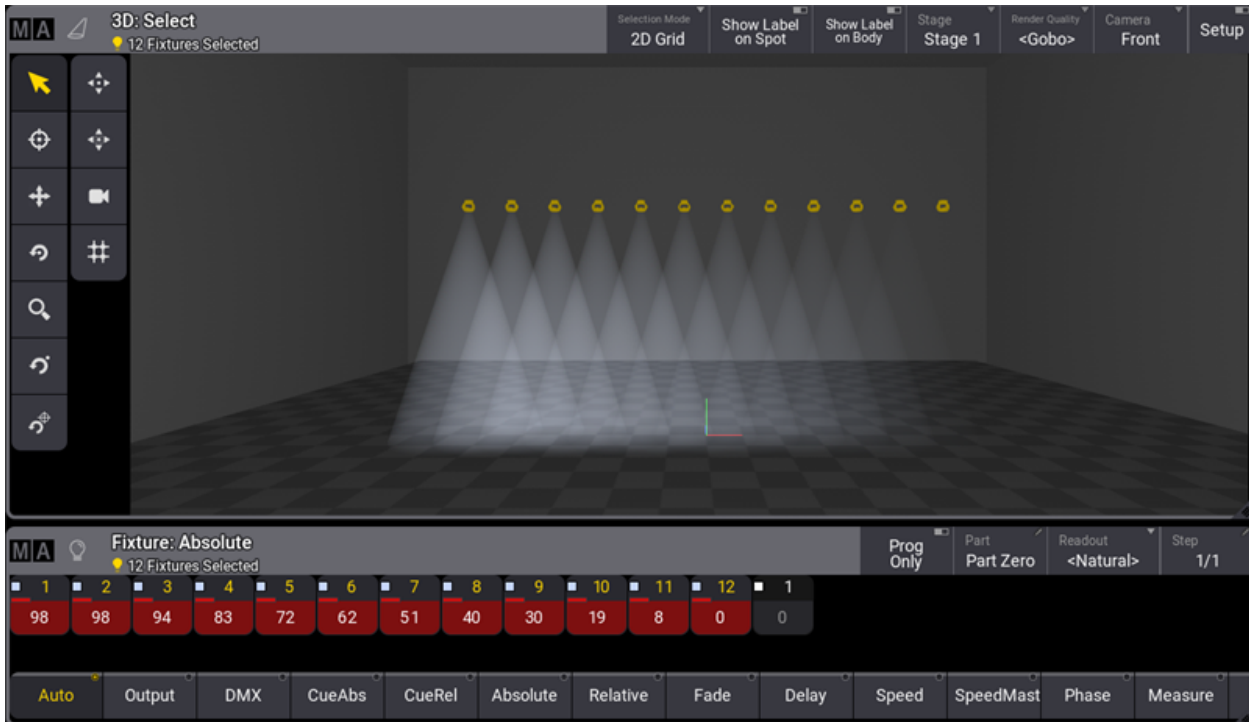 MA 3D: Select
12 Fixtures Selected
Selection Mode
2D Grid
Show Label
on Spot
Show Label
on Body
Stage
Stage 1
Render Quality
<Gobo>
Camera
Front
Setup
MA Fixture: Absolute
12 Fixtures Selected
Prog
Only
Part
Part Zero
Readout
<Natural>
Step
1/1
1 2 3 4 5 6 7 8 9 10 11 12 1
98 98 94 83 72 62 51 40 30 19 8 0 0
Auto Output DMX CueAbs CueRel Absolute Relative Fade Delay Speed SpeedMast Phase Measure